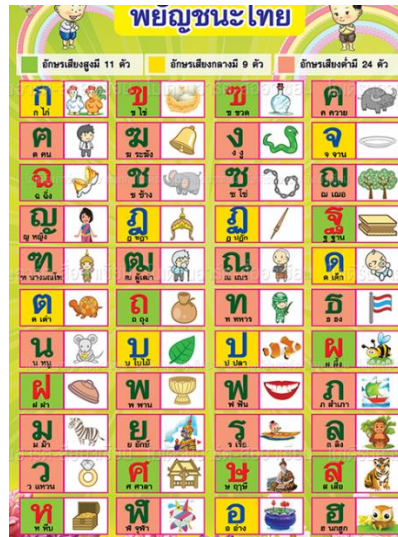 พยัญชนะไทย
อักษรเสียงสูงมี 11 ตัว อักษรเสียงกลางมี 9 ตัว อักษรเสียงต่ำมี 24 ตัว
ก ข ฃ ค
ก ไก่ ข ไข่ ฃ ขวด ค ควาย
ฅ ฆ ง จ
ฅ คน ฆ ระฆัง ง งู จ จาน
ฉ ช ซ ฌ
ฉ ฉิ่ง ช ช้าง ซ โซ่ ฌ เฌอ
ญ ฎ ฏ ฐ
ญ หญิง ฎ ชฎา ฏ ปฏัก ฐ ฐาน
ฑ ฒ ณ ด
ฑ นางมณโฑ ฒ ผู้เฒ่า ณ เณร ด เด็ก
ต ถ ท ธ
ต เต่า ถ ถุง ท ทหาร ธ ธง
น บ ป ผ
น หนู บ ใบไม้ ป ปลา ผ ผึ้ง
ฝ พ ฟ ภ
ฝ ฝา พ พาน ฟ ฟัน ภ สำเภา
ม ย ร ล
ม ม้า ย ยักษ์ ร เรือ ล ลิง
ว ศ ษ ส
ว แหวน ศ ศาลา ษ ฤๅษี ส เสือ
ห ฬ อ ฮ
ห หีบ ฬ จุฬา อ อ่าง ฮ นกฮูก